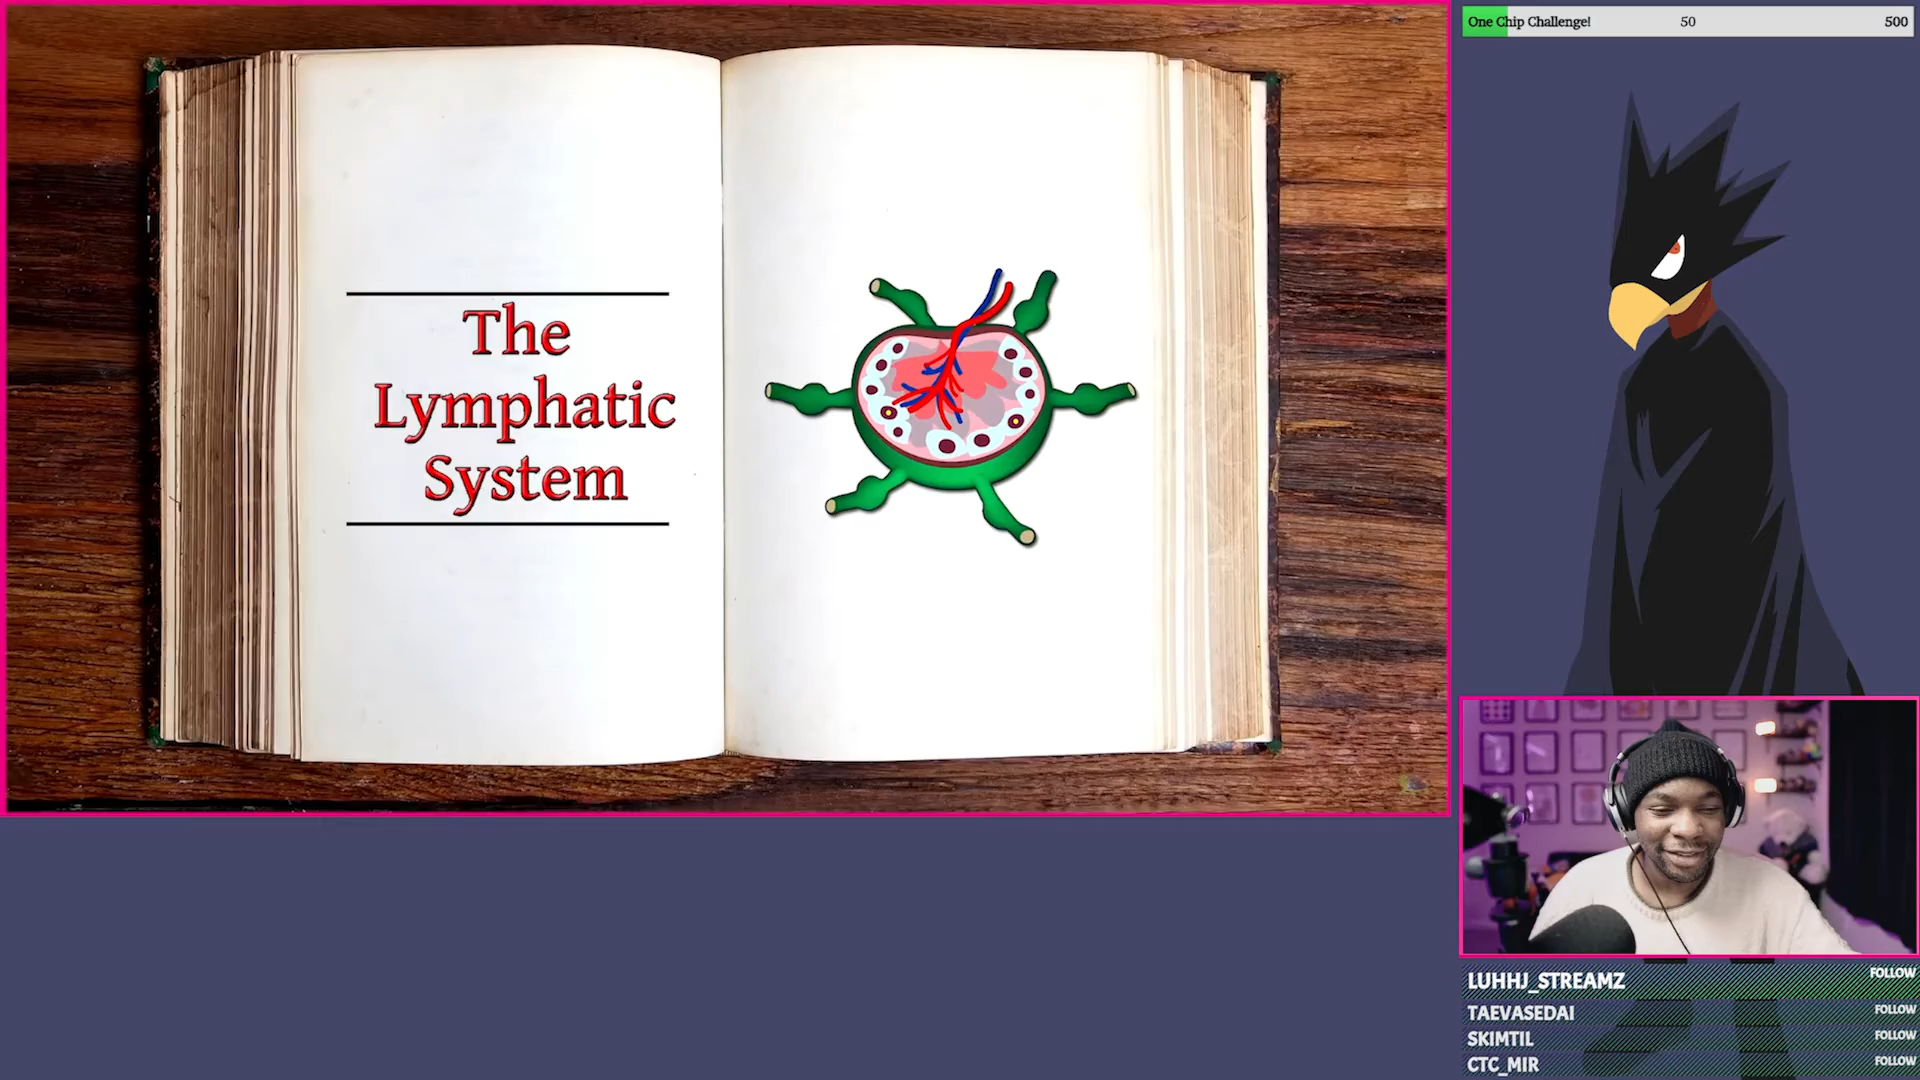 The
Lymphatic
System
One Chip Challenge! 50 500
LUHHJ_STREAMZ FOLLOW
TAEVASEDAI FOLLOW
SKIMTIL FOLLOW
CTC_MIR FOLLOW